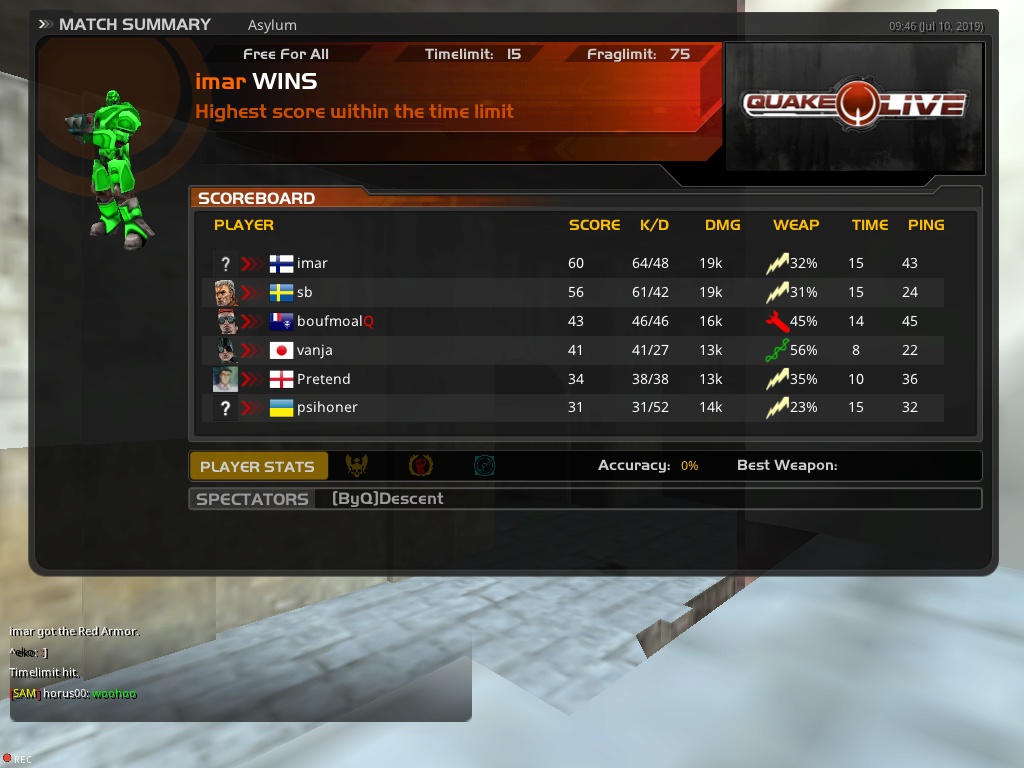 MATCH SUMMARY Asylum 09:46 (Jul 10, 2019)
Free For All Timelimit: 15 Fraglimit: 75
imar WINS
Highest score within the time limit
QUAKE LIVE
SCOREBOARD
PLAYER SCORE K/D DMG WEAP TIME PING
? imar 60 64/48 19k 32% 15 43
sb 56 61/42 19k 31% 15 24
boufmoalQ 43 46/46 16k 45% 14 45
vanja 41 41/27 13k 56% 8 22
Pretend 34 38/38 13k 35% 10 36
? psihoner 31 31/52 14k 23% 15 32
PLAYER STATS Accuracy: 0% Best Weapon:
SPECTATORS [ByQ]Descent
imar got the Red Armor.
: ]
Timelimit hit.
[SAM] horus00: woohoo
REC